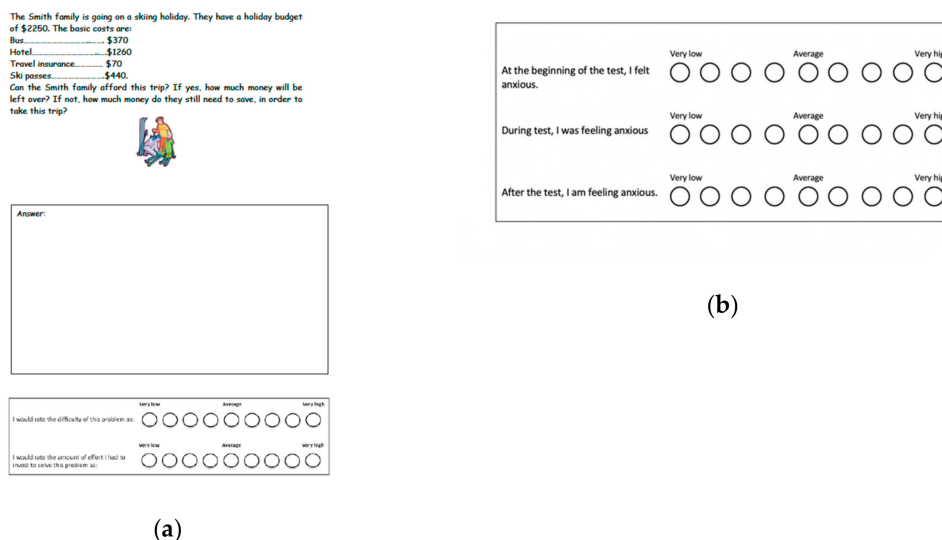 The Smith family is going on a skiing holiday. They have a holiday budget
of $2250. The basic costs are:
Bus................................. $370
Hotel...............................$1260
Travel insurance............ $70
Ski passes.......................$440.
Can the Smith family afford this trip? If yes, how much money will be
left over? If not, how much money do they still need to save, in order to
take this trip?
Answer:
Very low Average Very high
I would rate the difficulty of this problem as:
Very low Average Very high
I would rate the amount of effort I had to
invest to solve this problem as:
(a)
Very low Average Very hi
At the beginning of the test, I felt
anxious.
Very low Average Very hi
During test, I was feeling anxious
Very low Average Very hi
After the test, I am feeling anxious.
(b)